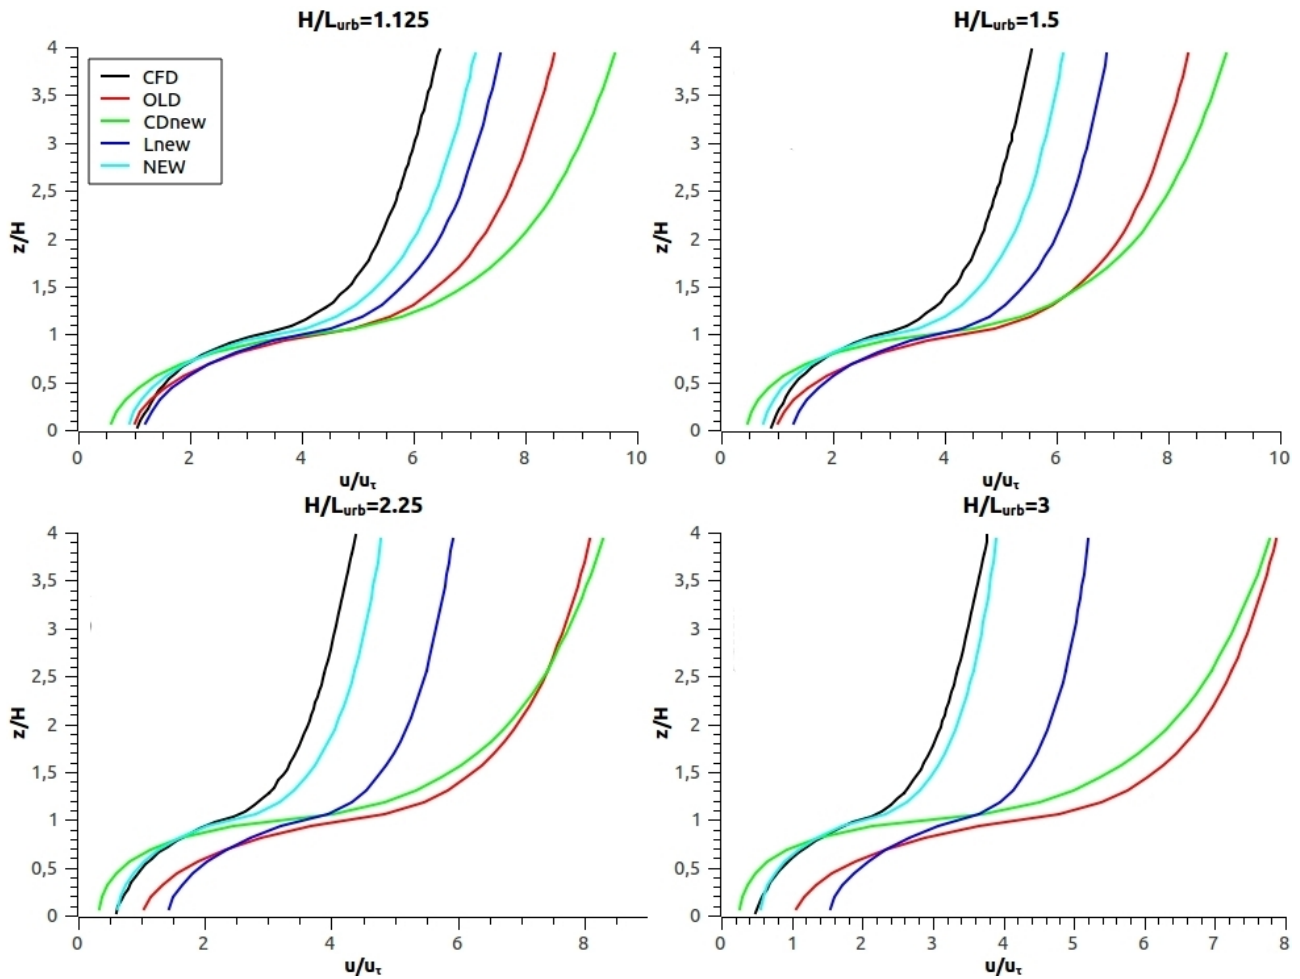 H/Lurb=1.125
4
3,5
3
2,5
2
1,5
1
0,5
0
z/H
CFD
OLD
CDnew
Lnew
NEW
0 2 4 6 8 10
u/uτ
H/Lurb=1.5
4
3,5
3
2,5
2
1,5
1
0,5
0
z/H
0 2 4 6 8 10
u/uτ
H/Lurb=2.25
4
3,5
3
2,5
2
1,5
1
0,5
0
z/H
0 2 4 6 8
u/uτ
H/Lurb=3
4
3,5
3
2,5
2
1,5
1
0,5
0
z/H
0 1 2 3 4 5 6 7 8
u/uτ